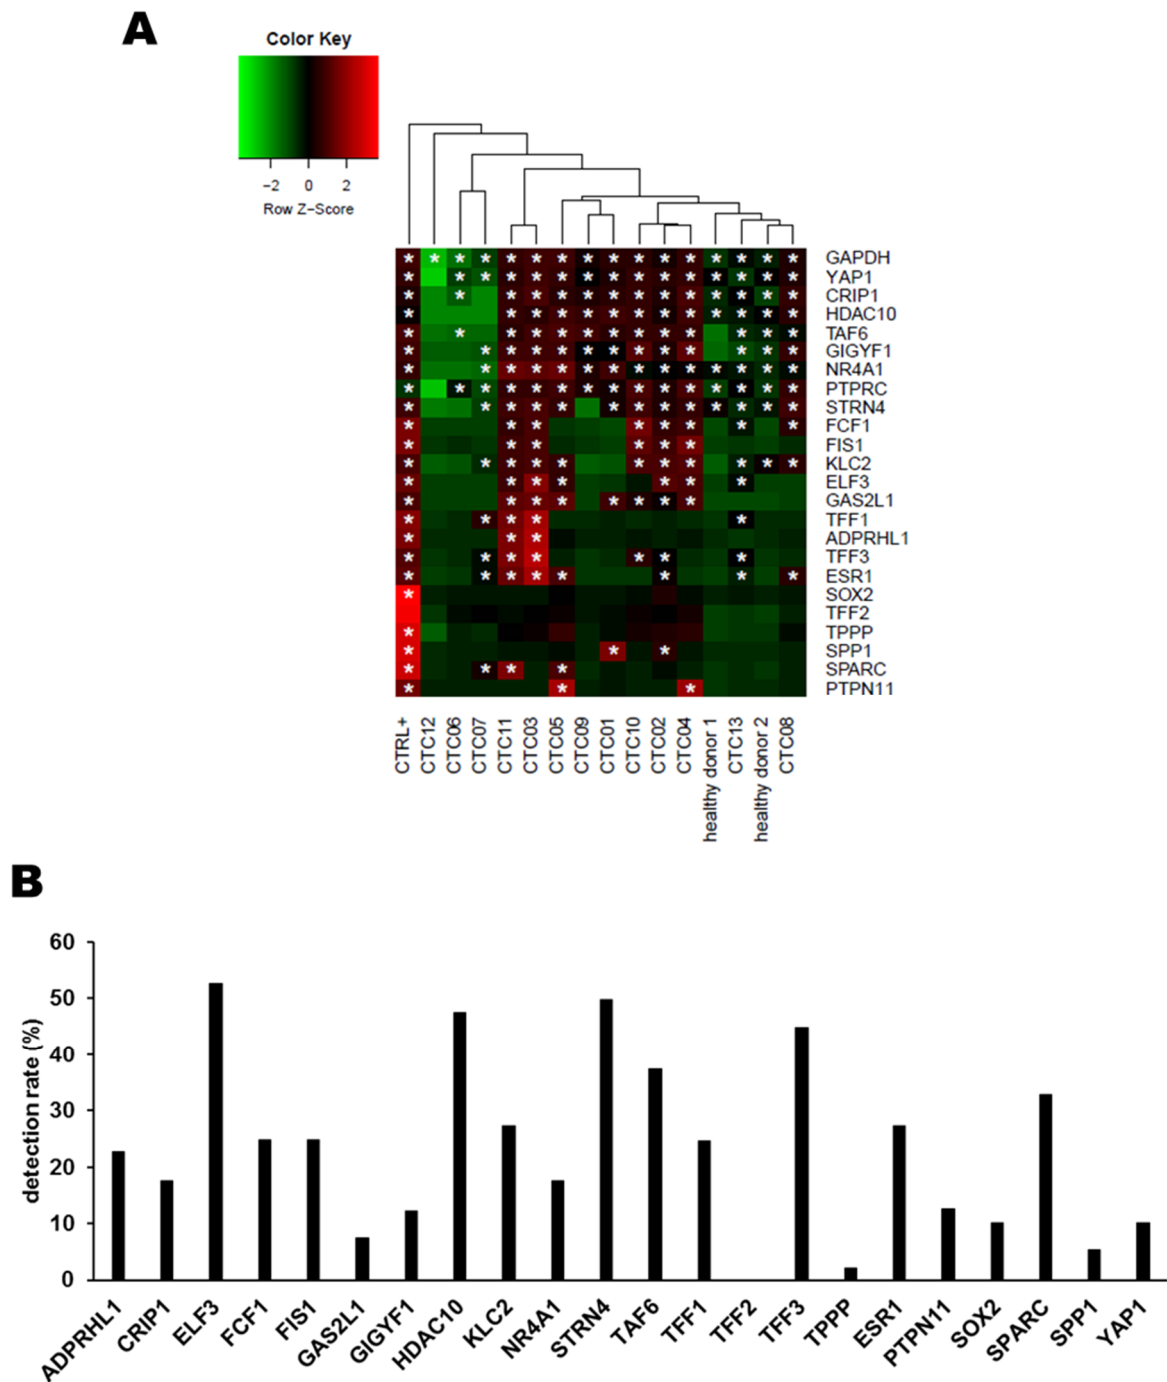 A
Color Key
−2 0 2
Row Z−Score
* * * * * * * * * * * * * * * * GAPDH
* * * * * * * * * * * * * * * YAP1
* * * * * * * * * * * * * * CRIP1
* * * * * * * * * * * * * HDAC10
* * * * * * * * * * * * * TAF6
* * * * * * * * * * * * * GIGYF1
* * * * * * * * * * * * * * NR4A1
* * * * * * * * * * * * * * * PTPRC
* * * * * * * * * * * * * STRN4
* * * * * * * * FCF1
* * * * * * FIS1
* * * * * * * * * * * KLC2
* * * * * * * ELF3
* * * * * * * * GAS2L1
* * * * * TFF1
* * * ADPRHL1
* * * * * * * TFF3
* * * * * * * * ESR1
* SOX2
TFF2
* TPPP
* * * SPP1
* * * * SPARC
* * * PTPN11
CTRL+
CTC12
CTC06
CTC07
CTC11
CTC03
CTC05
CTC09
CTC01
CTC10
CTC02
CTC04
healthy donor 1
CTC13
healthy donor 2
CTC08
B
detection rate (%)
60
50
40
30
20
10
0
ADPRHL1
CRIP1
ELF3
FCF1
FIS1
GAS2L1
GIGYF1
HDAC10
KLC2
NR4A1
STRN4
TAF6
TFF1
TFF2
TFF3
TPPP
ESR1
PTPN11
SOX2
SPARC
SPP1
YAP1